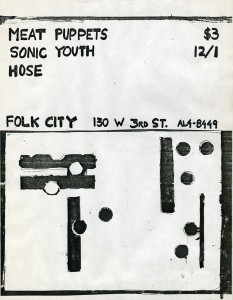 MEAT PUPPETS $3
SONIC YOUTH 12/1
HOSE
FOLK CITY 130 W 3RD ST. AL4-8449